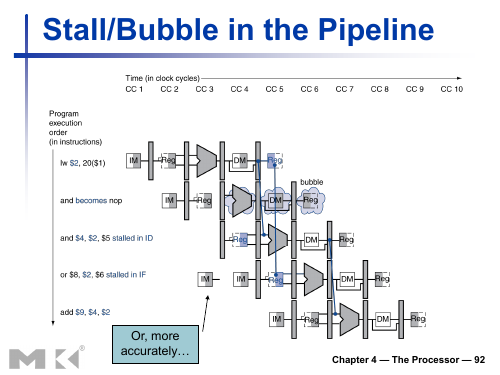 Stall/Bubble in the Pipeline
Time (in clock cycles)
CC 1 CC 2 CC 3 CC 4 CC 5 CC 6 CC 7 CC 8 CC 9 CC 10
Program
execution
order
(in instructions)
lw $2, 20($1)
IM Reg DM Reg
bubble
and becomes nop
IM Reg DM Reg
and $4, $2, $5 stalled in ID
Reg DM Reg
or $8, $2, $6 stalled in IF
IM IM Reg DM Reg
add $9, $4, $2
IM Reg DM Reg
Or, more
accurately…
MK®
Chapter 4 — The Processor — 92